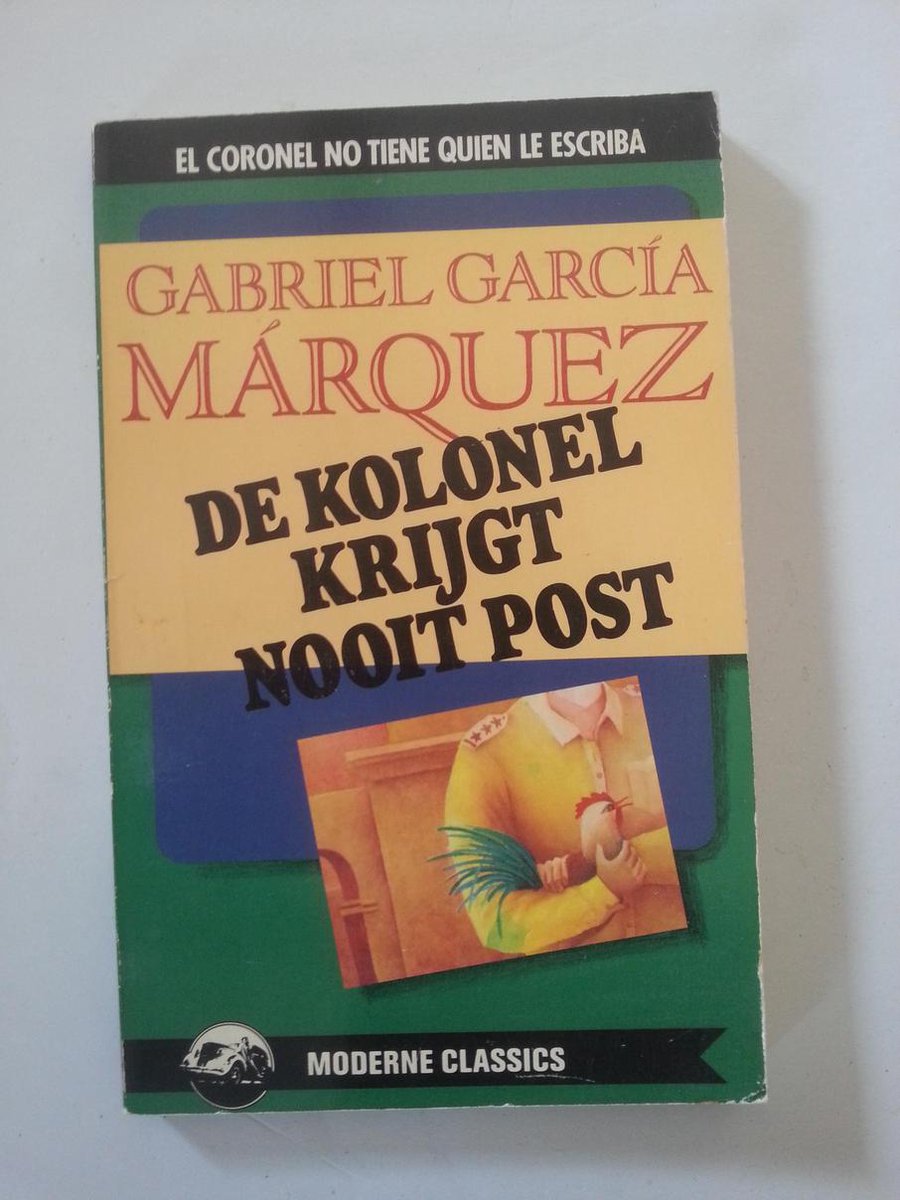 EL CORONEL NO TIENE QUIEN LE ESCRIBA
GABRIEL GARCÍA
MÁRQUEZ
DE KOLONEL
KRIJGT
NOOIT POST
MODERNE CLASSICS